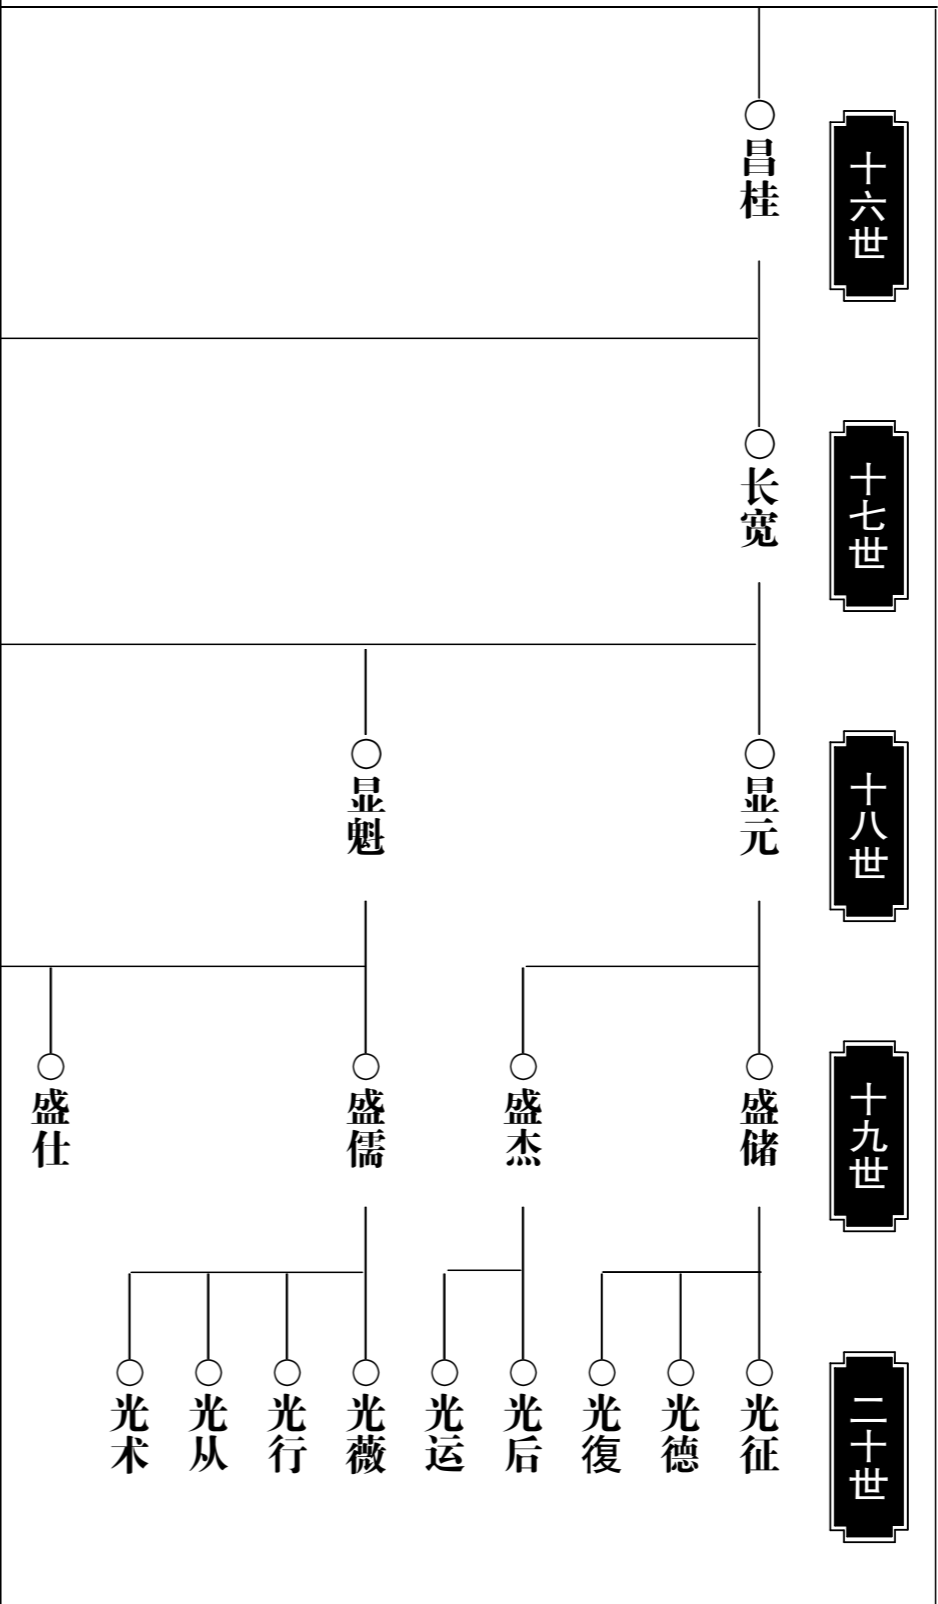 十六世
昌桂
十七世
长宽
十八世
显元
显魁
十九世
盛储
盛杰
盛儒
盛仕
二十世
光征
光德
光復
光后
光运
光薇
光行
光从
光术